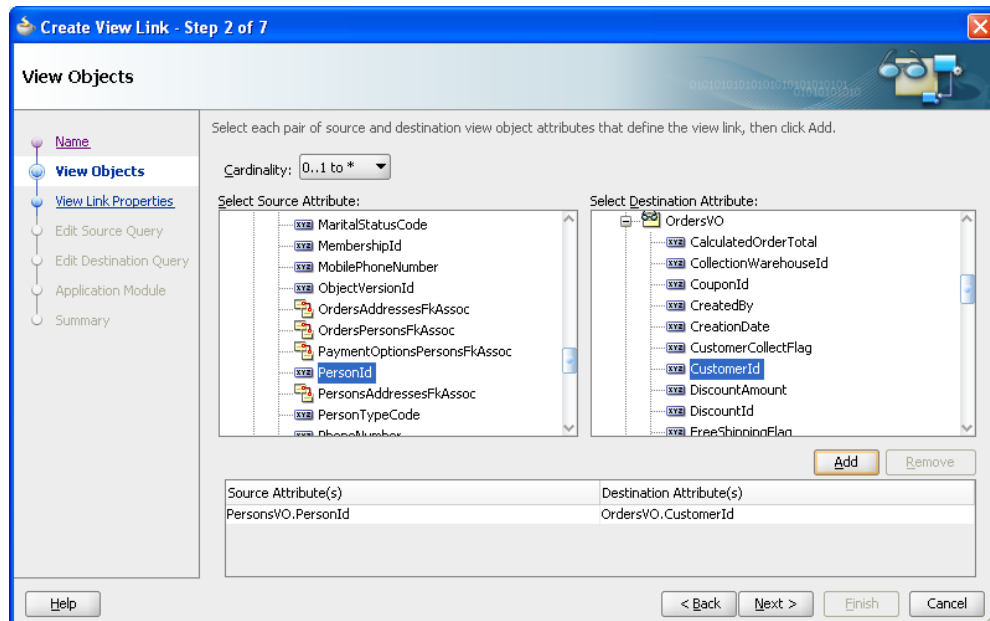 Create View Link - Step 2 of 7
View Objects
Name
View Objects
View Link Properties
Edit Source Query
Edit Destination Query
Application Module
Summary
Select each pair of source and destination view object attributes that define the view link, then click Add.
Cardinality: 0..1 to *
Select Source Attribute:
MaritalStatusCode
MembershipId
MobilePhoneNumber
ObjectVersionId
OrdersAddressesFkAssoc
OrdersPersonsFkAssoc
PaymentOptionsPersonsFkAssoc
PersonId
PersonsAddressesFkAssoc
PersonTypeCode
PhoneNumber
Select Destination Attribute:
OrdersVO
CalculatedOrderTotal
CollectionWarehouseId
CouponId
CreatedBy
CreationDate
CustomerCollectFlag
CustomerId
DiscountAmount
DiscountId
FreeShippingFlag
Add Remove
Source Attribute(s) Destination Attribute(s)
PersonsVO.PersonId OrdersVO.CustomerId
Help < Back Next > Finish Cancel